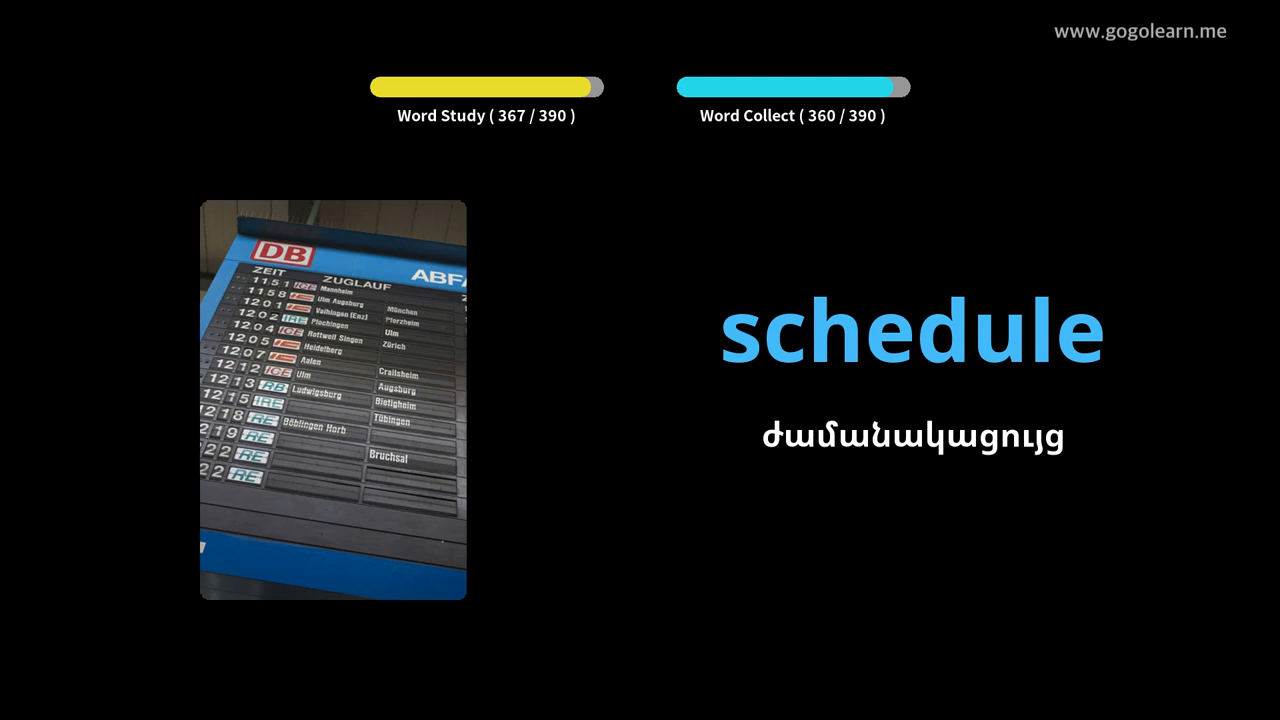 www.gogolearn.me
Word Study ( 367 / 390 )
Word Collect ( 360 / 390 )
DB
ABFA
ZEIT ZUGLAUF
1151 ICE Mannheim
1158 Ulm Augsburg München
1201 Vaihingen (Enz) Pforzheim
1202 IRE Plochingen Ulm
1204 ICE Rottweil Singen Zürich
1205 Heidelberg
1207 Aalen Crailsheim
1212 ICE Ulm Augsburg
1213 RB Ludwigsburg Bietigheim
1215 IRE Tübingen
1218 RE Böblingen Horb
219 RE Bruchsal
22 RE
22 RE
schedule
ժամանակացույց